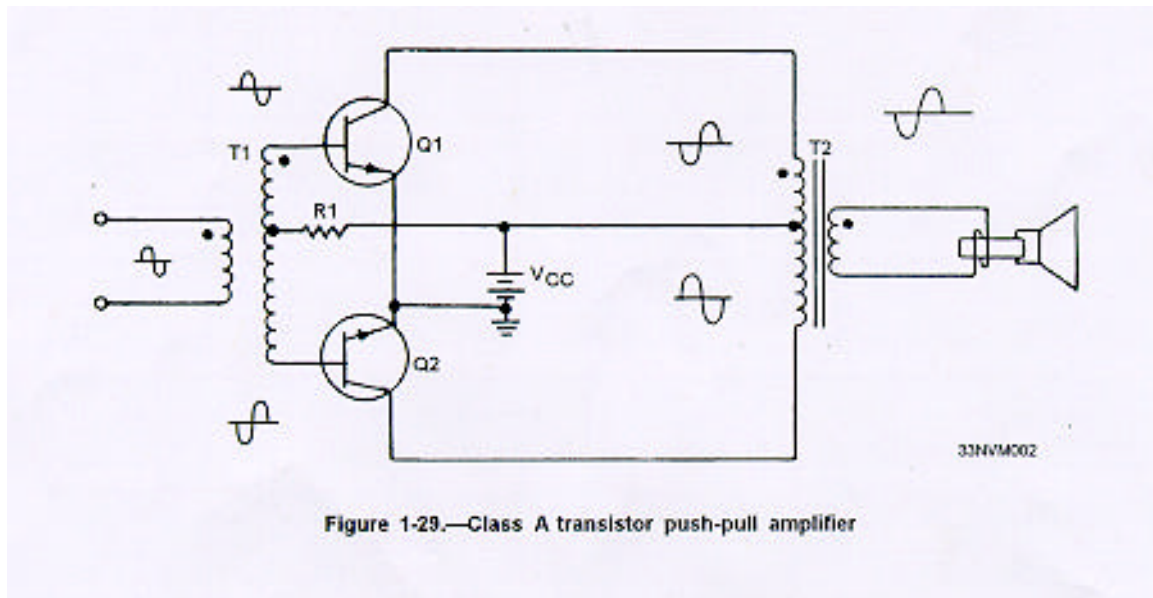 T1
Q1
T2
R1
VCC
Q2
33NVM002
Figure 1-29.—Class A transistor push-pull amplifier